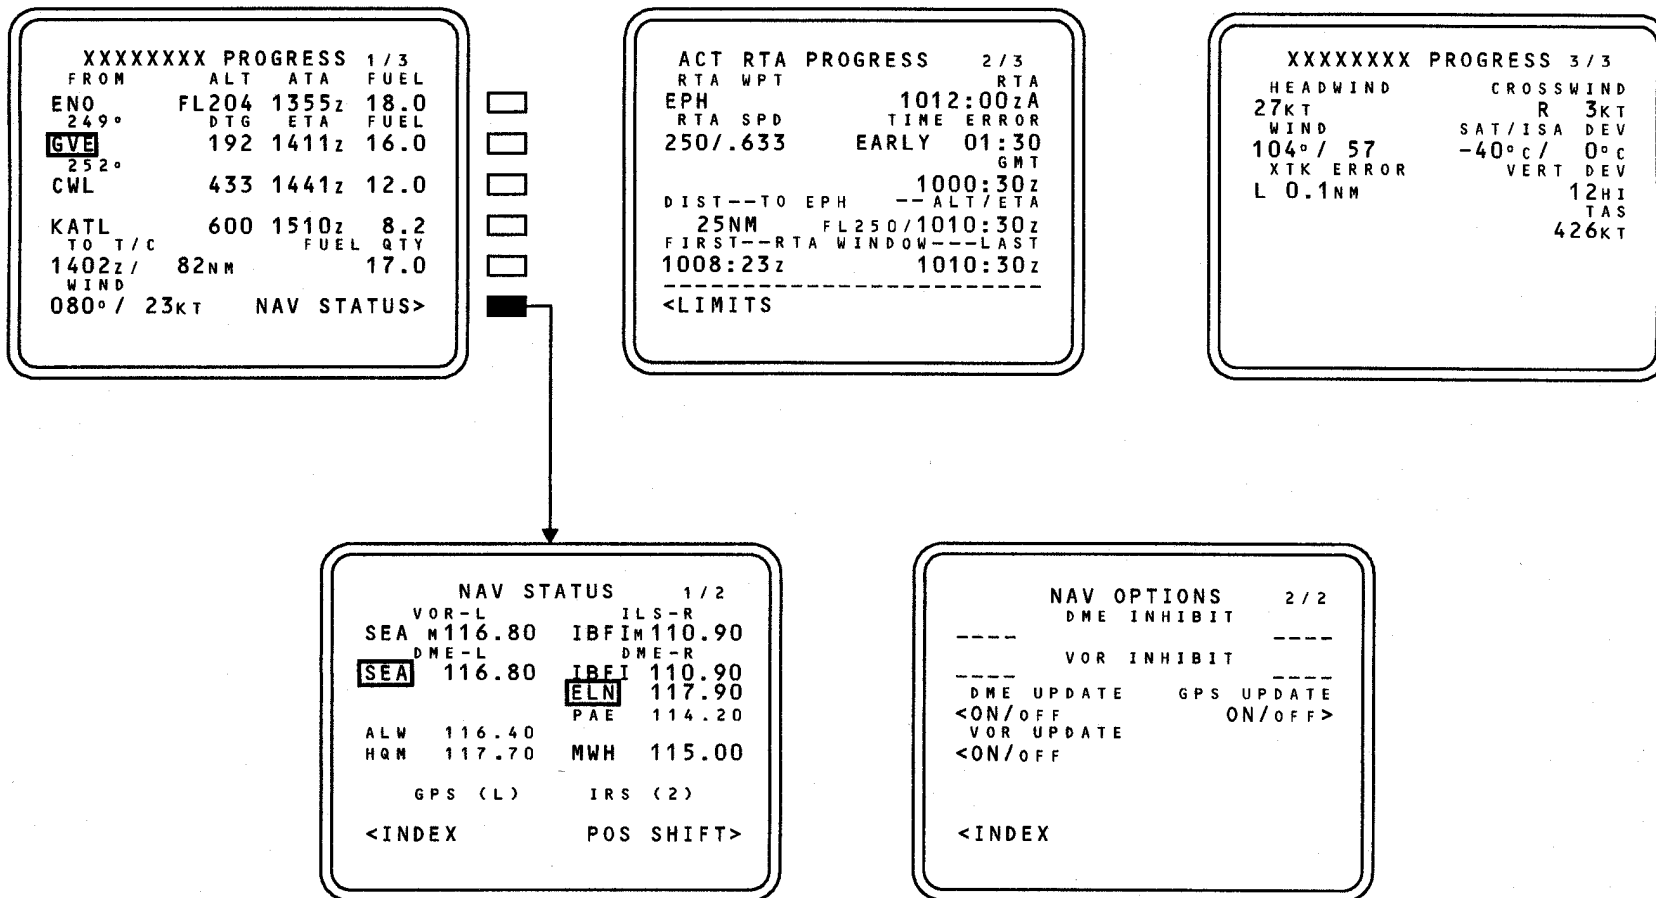 XXXXXXXX PROGRESS 1/3
FROM ALT ATA FUEL
ENO FL204 1355z 18.0
249° DTG ETA FUEL
GVE 192 1411z 16.0
252°
CWL 433 1441z 12.0
KATL 600 1510z 8.2
TO T/C FUEL QTY
1402z/ 82NM 17.0
WIND
080°/ 23KT NAV STATUS>
ACT RTA PROGRESS 2/3
RTA WPT RTA
EPH 1012:00zA
RTA SPD TIME ERROR
250/.633 EARLY 01:30
GMT
1000:30z
DIST--TO EPH --ALT/ETA
25NM FL250/1010:30z
FIRST--RTA WINDOW---LAST
1008:23z 1010:30z
------------------------
<LIMITS
XXXXXXXX PROGRESS 3/3
HEADWIND CROSSWIND
27KT R 3KT
WIND SAT/ISA DEV
104°/ 57 -40°C/ 0°C
XTK ERROR VERT DEV
L 0.1NM 12HI
TAS
426KT
NAV STATUS 1/2
VOR-L ILS-R
SEA M116.80 IBFIM110.90
DME-L DME-R
SEA 116.80 IBFI 110.90
ELN 117.90
PAE 114.20
ALW 116.40
HQM 117.70 MWH 115.00
GPS (L) IRS (2)
<INDEX POS SHIFT>
NAV OPTIONS 2/2
DME INHIBIT
---- ----
VOR INHIBIT
---- ----
DME UPDATE GPS UPDATE
<ON/OFF ON/OFF>
VOR UPDATE
<ON/OFF
<INDEX